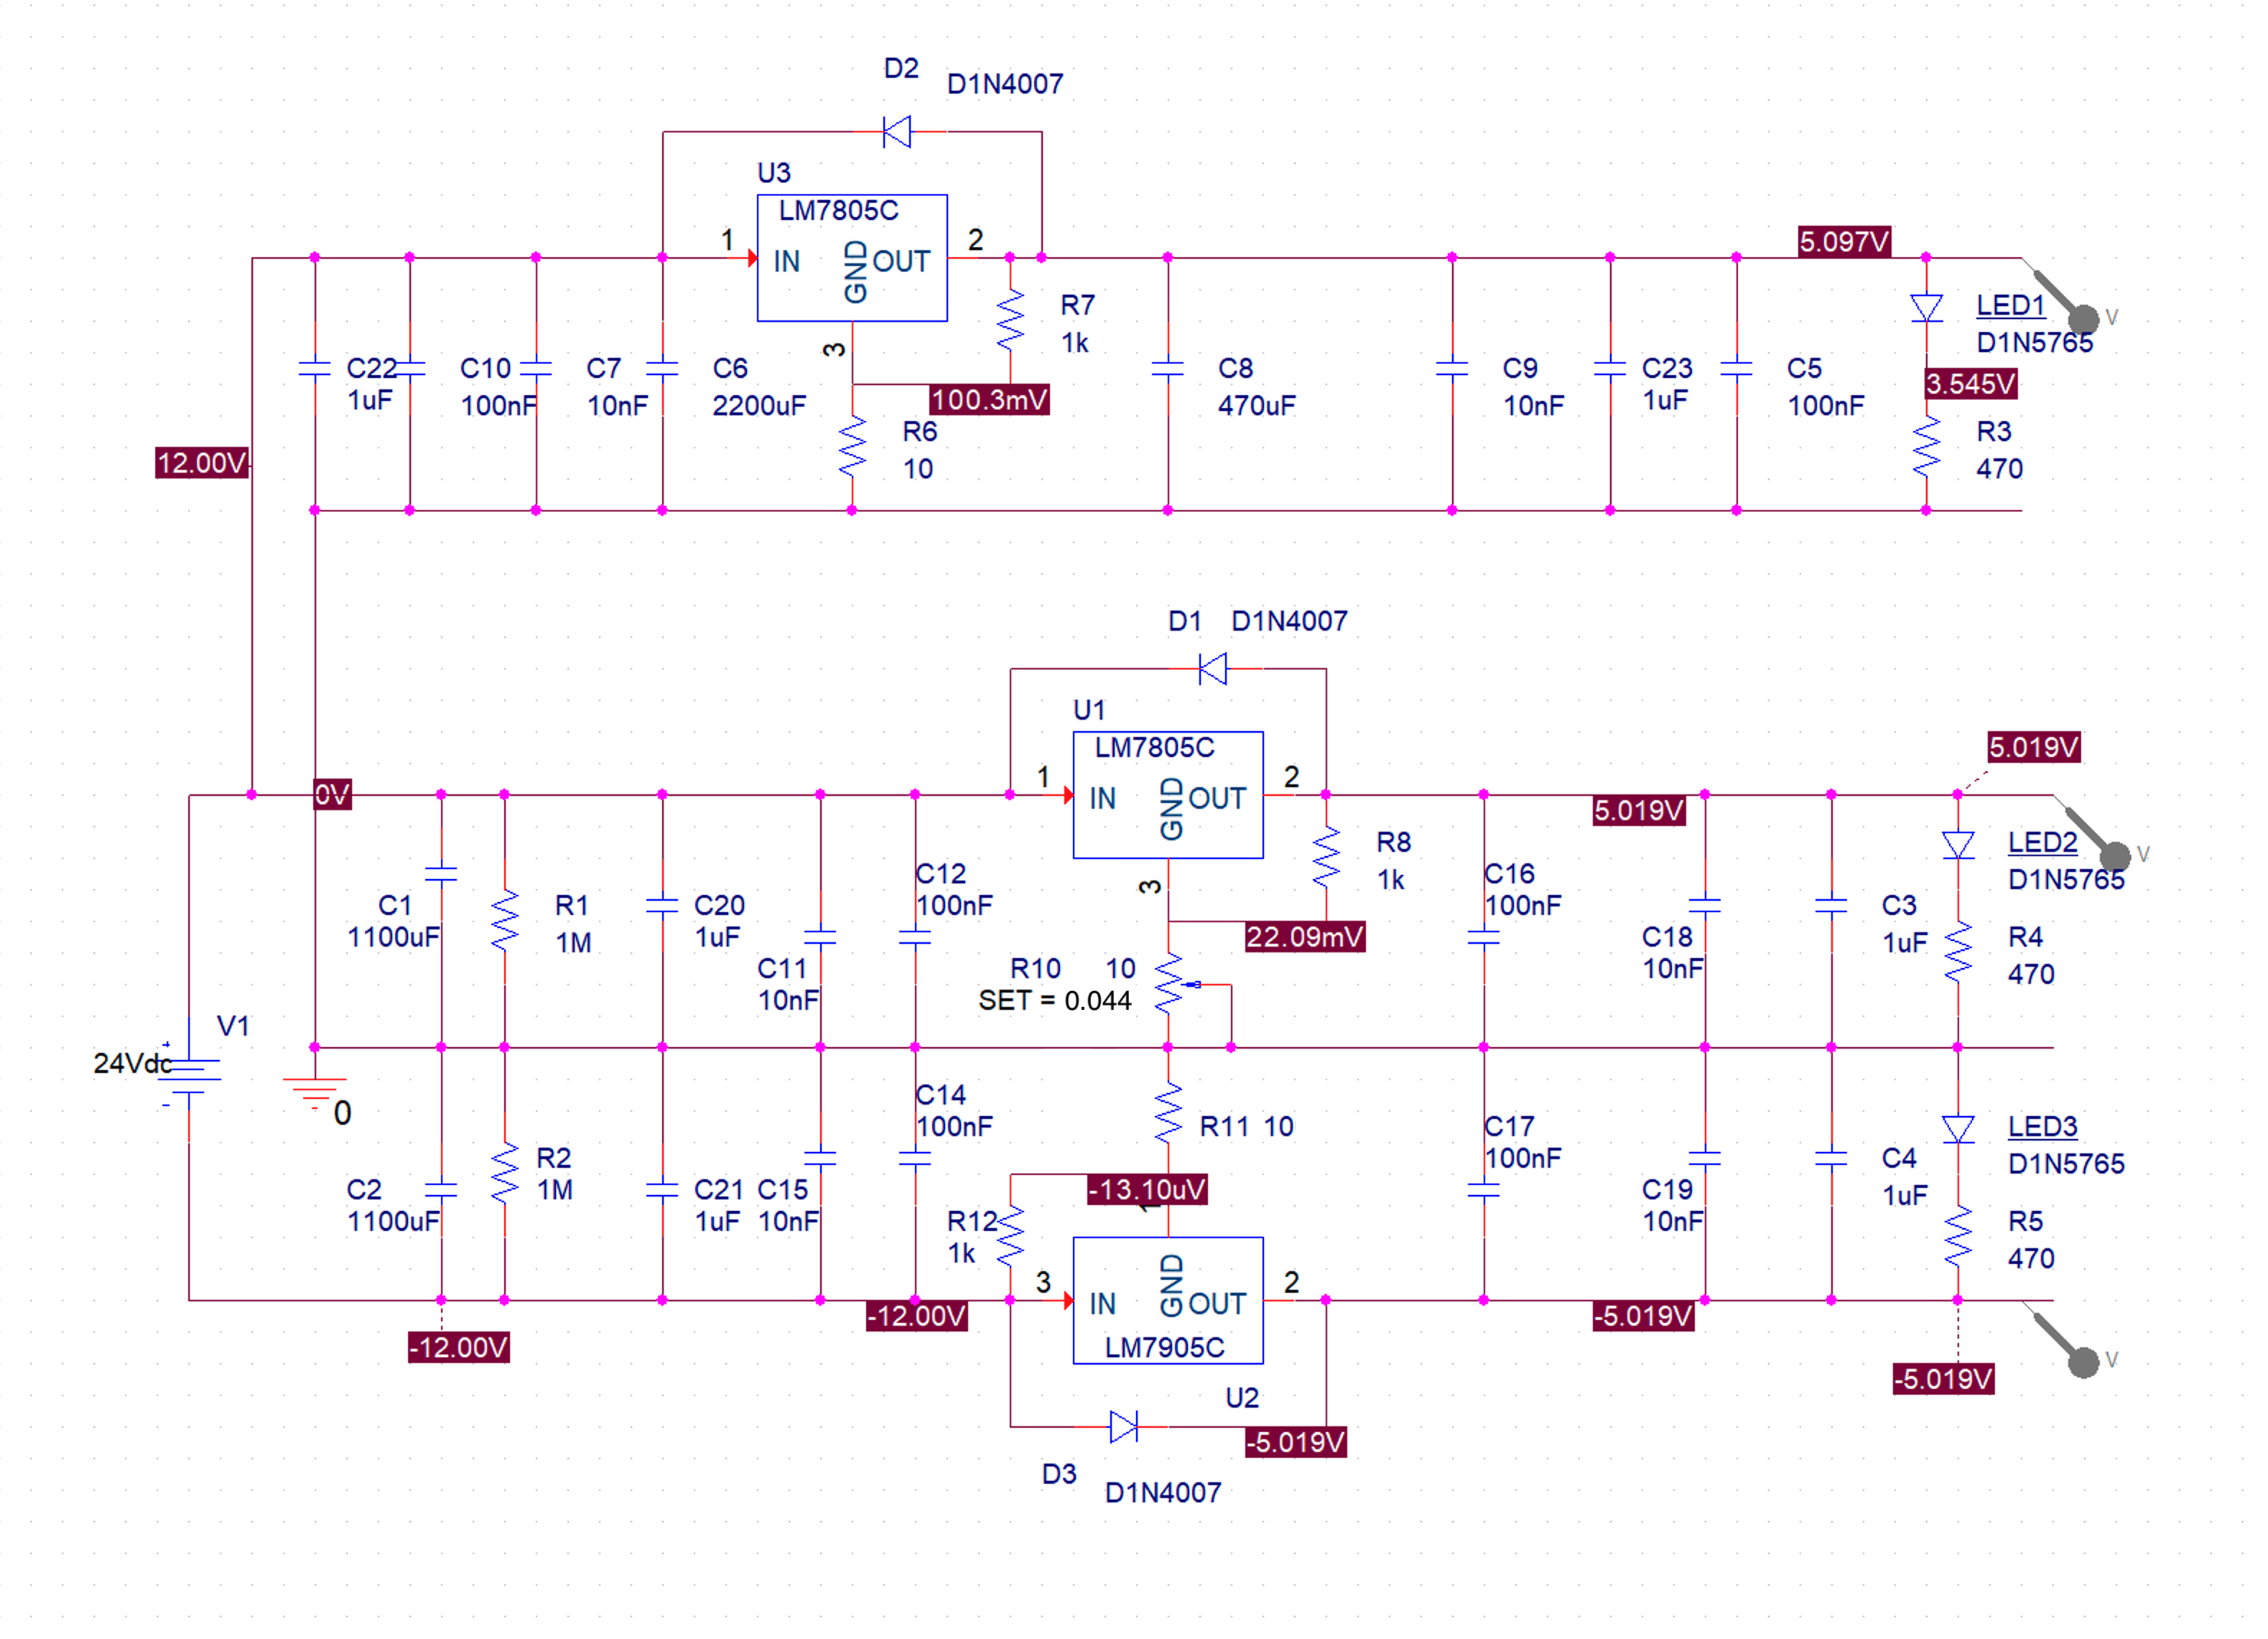 D2
D1N4007
U3
LM7805C
1
IN
GND
OUT
2
3
C22
1uF
C10
100nF
C7
10nF
C6
2200uF
R7
1k
100.3mV
R6
10
C8
470uF
C9
10nF
C23
1uF
C5
100nF
5.097V
LED1
D1N5765
V
3.545V
R3
470
12.00V
D1
D1N4007
U1
LM7805C
1
IN
GND
OUT
2
3
0V
C1
1100uF
R1
1M
C20
1uF
C11
10nF
C12
100nF
R8
1k
22.09mV
R10 10
SET = 0.044
C16
100nF
5.019V
5.019V
C18
10nF
C3
1uF
LED2
D1N5765
V
R4
470
V1
24Vdc
+
-
0
C2
1100uF
R2
1M
C21
1uF
C15
10nF
C14
100nF
R11 10
-13.10uV
R12
1k
3
IN
GND
OUT
2
LM7905C
U2
C17
100nF
C19
10nF
C4
1uF
LED3
D1N5765
R5
470
-12.00V
-12.00V
-5.019V
-5.019V
-5.019V
V
D3
D1N4007